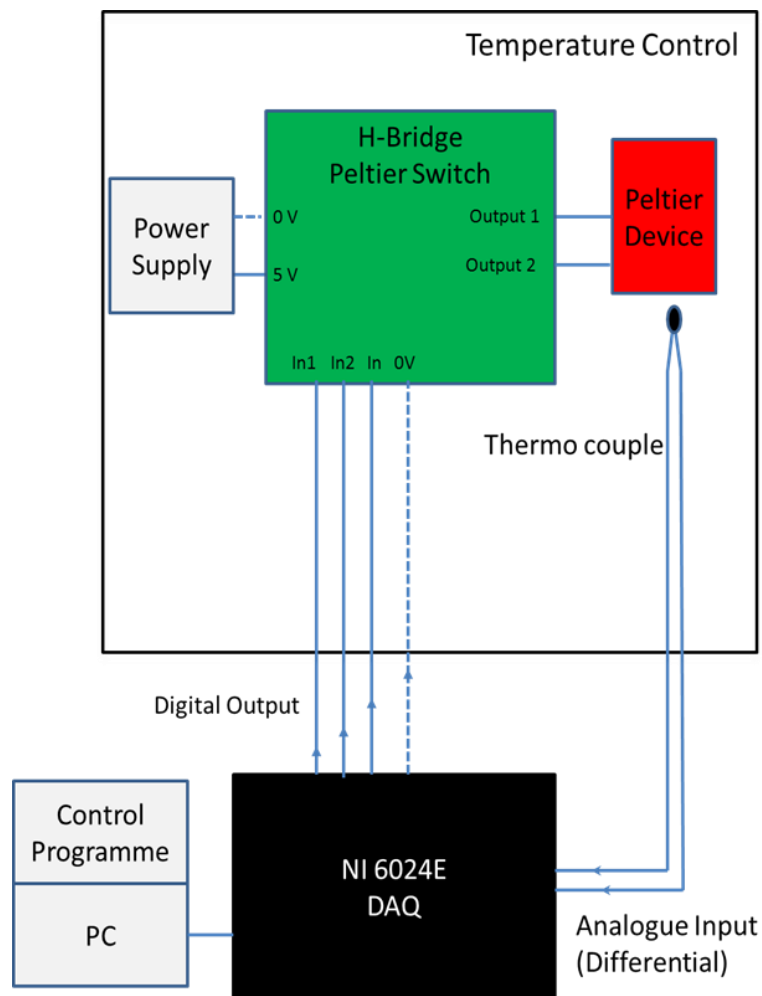 Temperature Control
H-Bridge
Peltier Switch
Power
Supply
0 V
5 V
Output 1
Output 2
Peltier
Device
In1 In2 In 0V
Thermo couple
Digital Output
Control
Programme
PC
NI 6024E
DAQ
Analogue Input
(Differential)